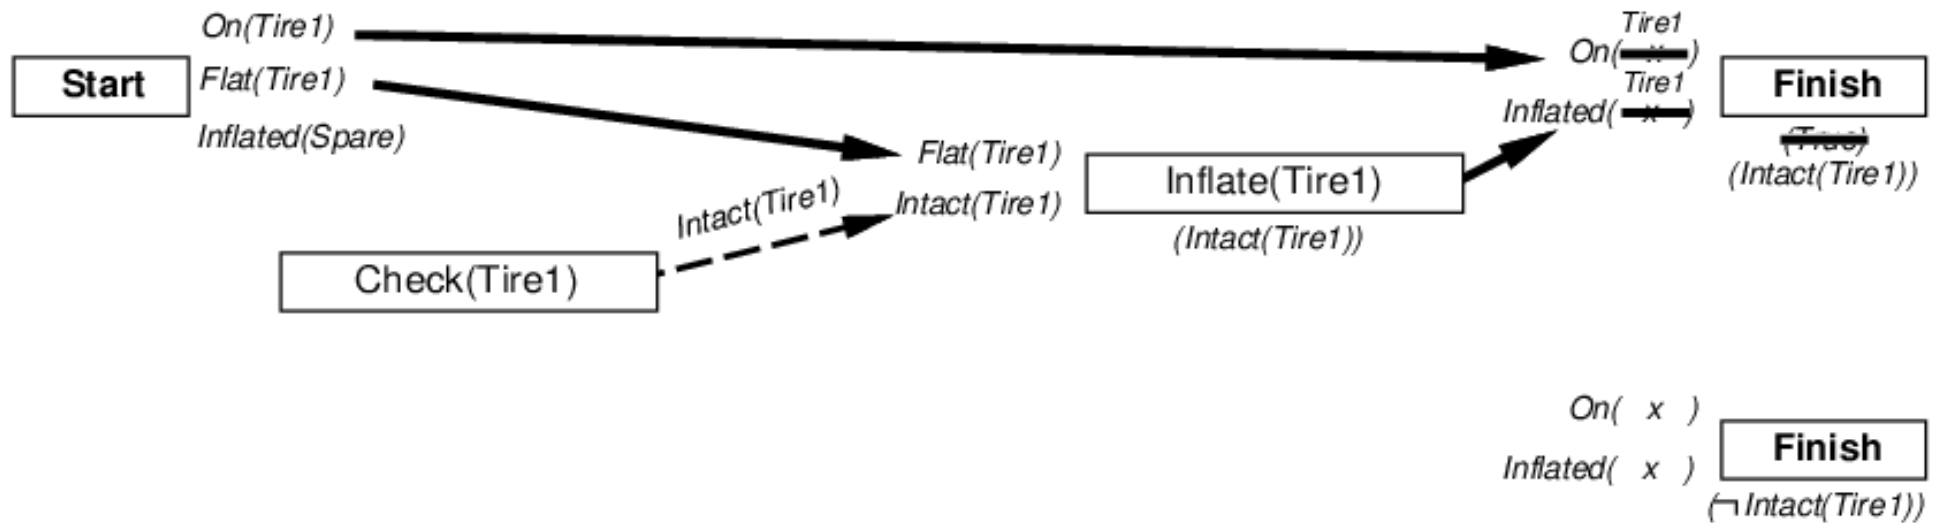 On(Tire1)
Start
Flat(Tire1)
Inflated(Spare)
Tire1
On( x )
Tire1
Inflated( x )
Finish
(True)
(Intact(Tire1))
Flat(Tire1)
Intact(Tire1)
Inflate(Tire1)
(Intact(Tire1))
Intact(Tire1)
Check(Tire1)
On( x )
Inflated( x )
Finish
(¬ Intact(Tire1))